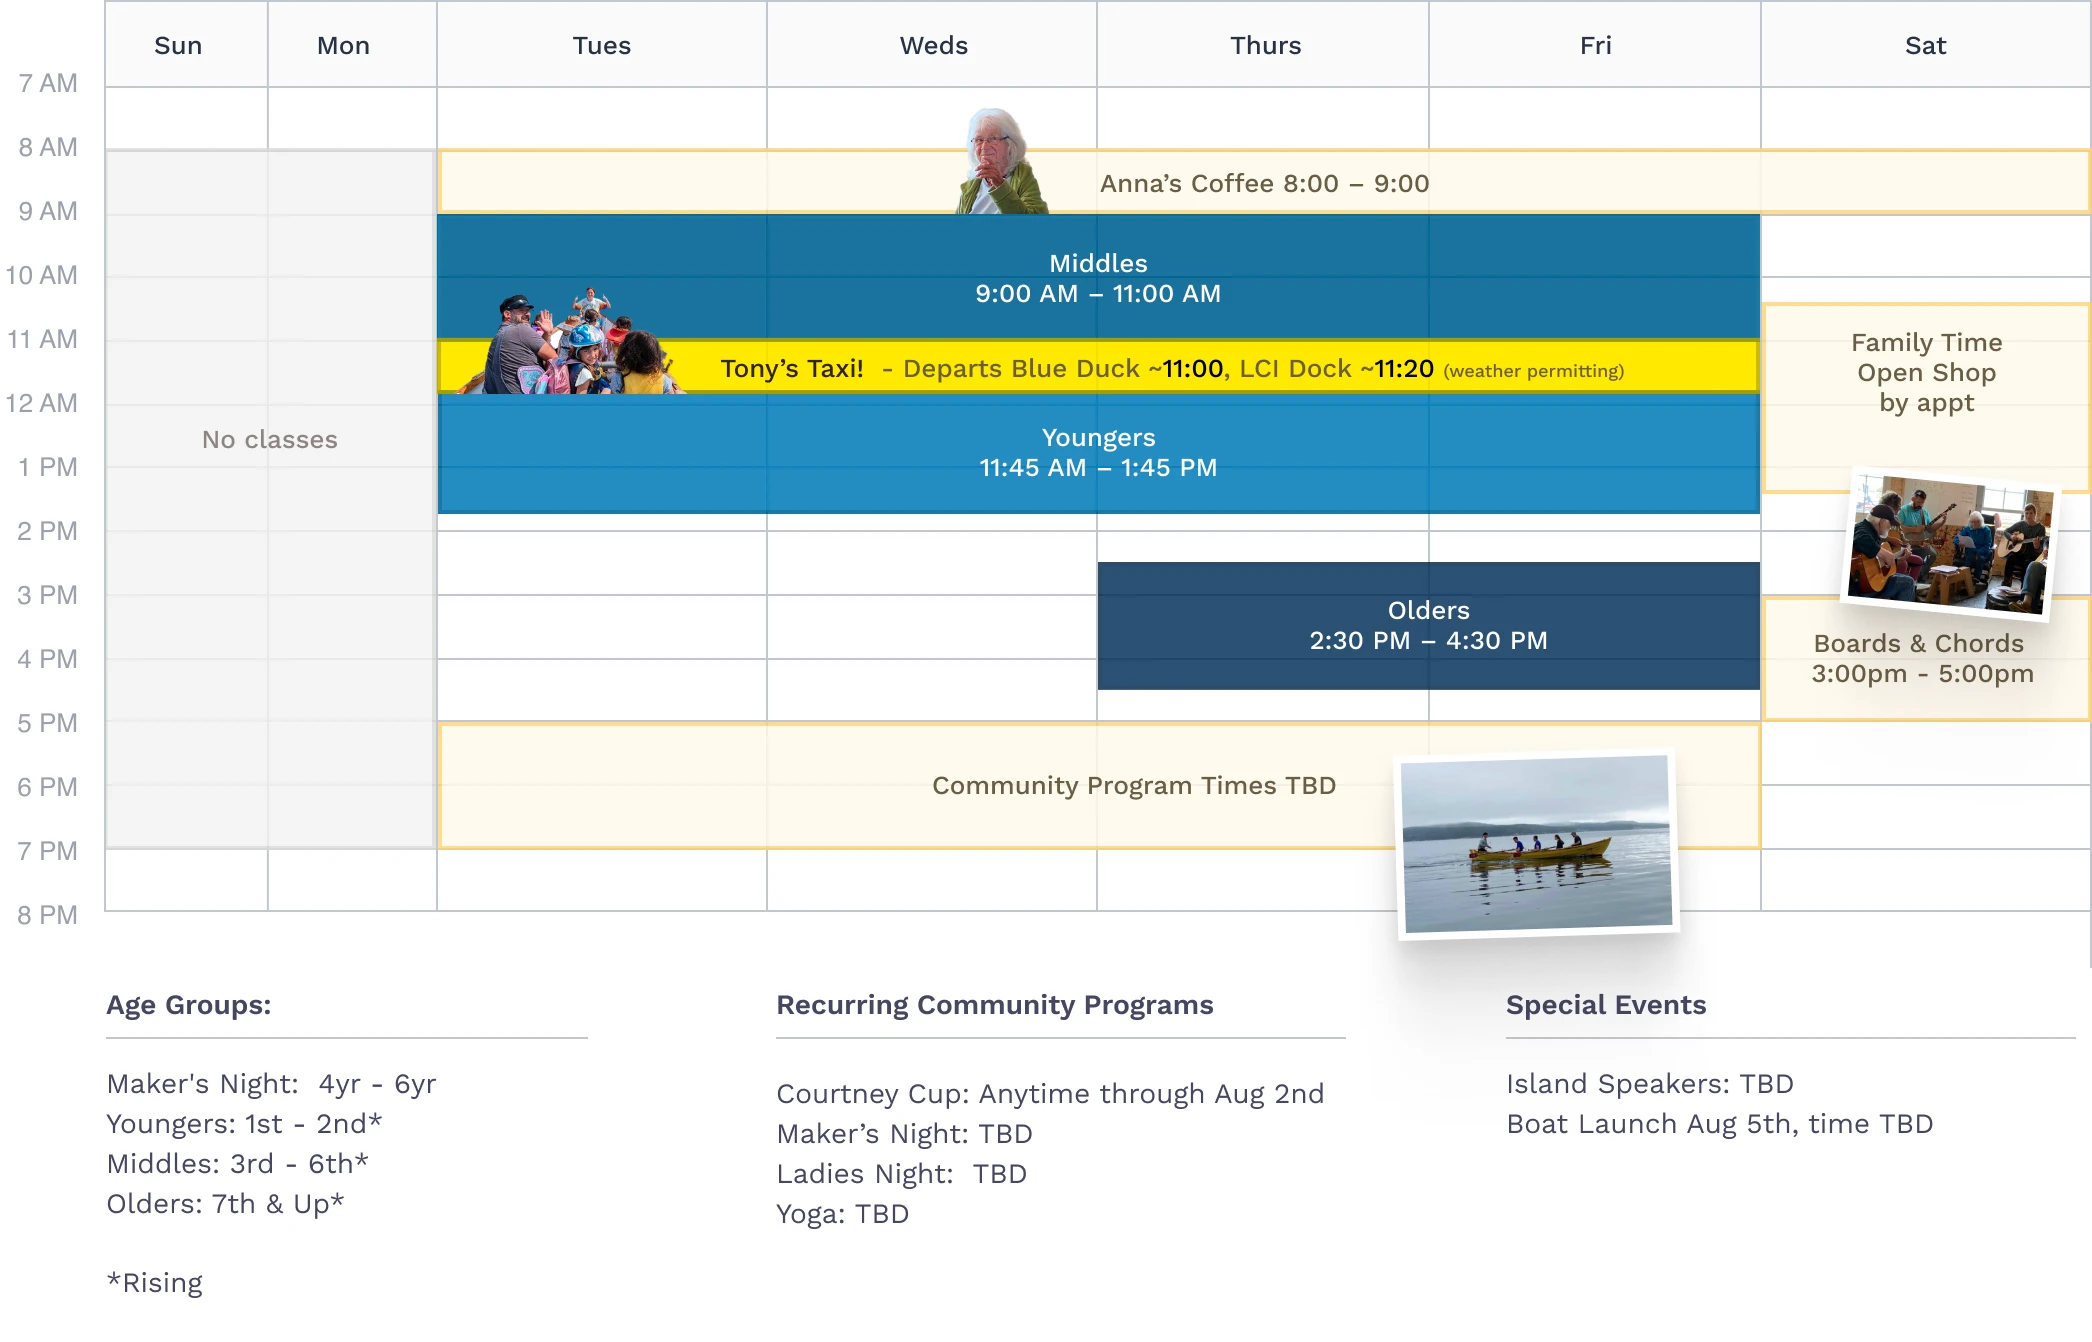 Sun Mon Tues Weds Thurs Fri Sat
7 AM
8 AM
Anna’s Coffee 8:00 – 9:00
9 AM
Middles
9:00 AM – 11:00 AM
10 AM
11 AM
Tony’s Taxi! - Departs Blue Duck ~11:00, LCI Dock ~11:20 (weather permitting)
Family Time
Open Shop
by appt
12 AM
No classes
Youngers
11:45 AM – 1:45 PM
1 PM
2 PM
3 PM
Olders
2:30 PM – 4:30 PM
Boards & Chords
3:00pm - 5:00pm
4 PM
5 PM
Community Program Times TBD
6 PM
7 PM
8 PM
Age Groups:
Maker's Night: 4yr - 6yr
Youngers: 1st - 2nd*
Middles: 3rd - 6th*
Olders: 7th & Up*
*Rising
Recurring Community Programs
Courtney Cup: Anytime through Aug 2nd
Maker’s Night: TBD
Ladies Night: TBD
Yoga: TBD
Special Events
Island Speakers: TBD
Boat Launch Aug 5th, time TBD